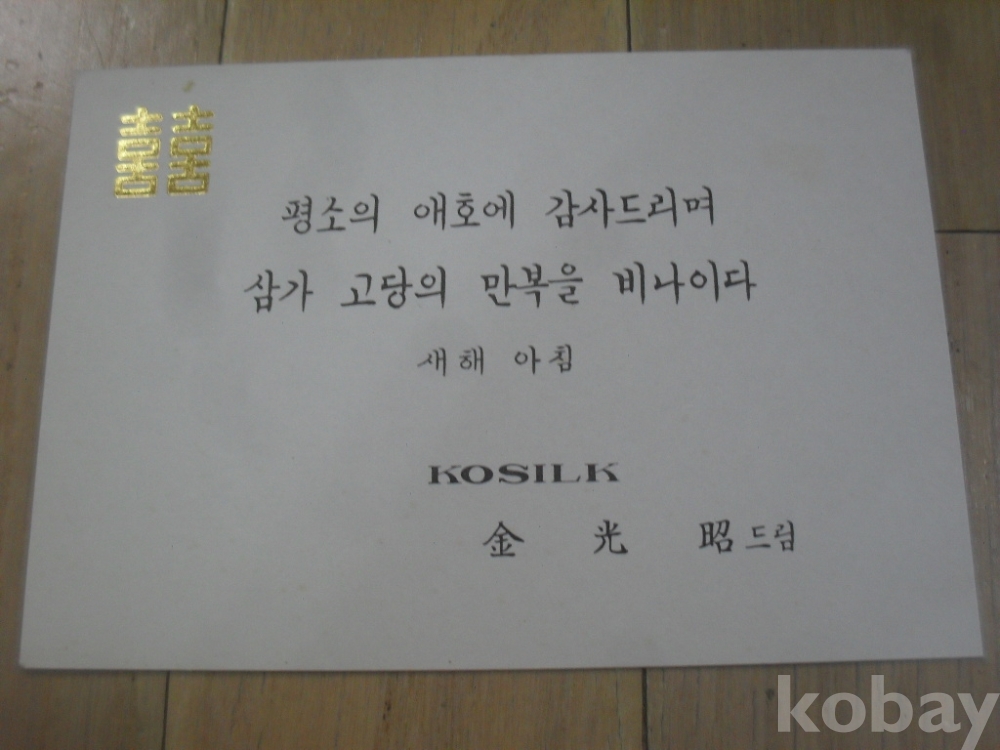 囍
평소의 애호에 감사드리며
삼가 고당의 만복을 비나이다
새해 아침
KOSILK
金 光 昭 드림
kobay